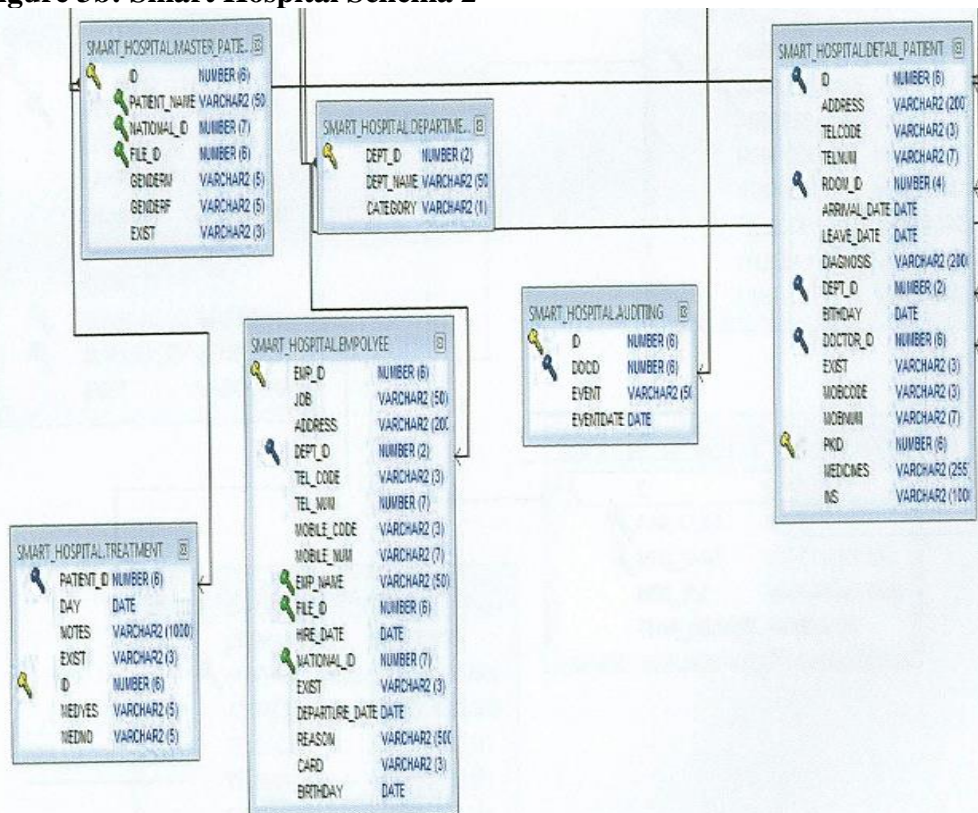 Figure 3b: Smart Hospital Schema 2
SMART_HOSPITAL.MASTER_PATIE...
ID NUMBER (6)
PATIENT_NAME VARCHAR2 (50
NATIONAL_ID NUMBER (7)
FILE_ID NUMBER (6)
GENDERM VARCHAR2 (5)
GENDERF VARCHAR2 (5)
EXIST VARCHAR2 (3)
SMART_HOSPITAL.DEPARTME...
DEPT_ID NUMBER (2)
DEPT_NAME VARCHAR2 (50
CATEGORY VARCHAR2 (1)
SMART_HOSPITAL.DETAIL_PATIENT
ID NUMBER (6)
ADDRESS VARCHAR2 (200
TELCODE VARCHAR2 (3)
TELNUM VARCHAR2 (7)
ROOM_ID NUMBER (4)
ARRIVAL_DATE DATE
LEAVE_DATE DATE
DIAGNOSIS VARCHAR2 (200
DEPT_ID NUMBER (2)
BITHDAY DATE
DOCTOR_ID NUMBER (6)
EXIST VARCHAR2 (3)
MOBCODE VARCHAR2 (3)
MOBNUM VARCHAR2 (7)
PKID NUMBER (6)
MEDICINES VARCHAR2 (255
INS VARCHAR2 (100
SMART_HOSPITAL.EMPOLYEE
EMP_ID NUMBER (6)
JOB VARCHAR2 (50)
ADDRESS VARCHAR2 (200
DEPT_ID NUMBER (2)
TEL_CODE VARCHAR2 (3)
TEL_NUM NUMBER (7)
MOBILE_CODE VARCHAR2 (3)
MOBILE_NUM VARCHAR2 (7)
EMP_NAME VARCHAR2 (50)
FILE_ID NUMBER (6)
HIRE_DATE DATE
NATIONAL_ID NUMBER (7)
EXIST VARCHAR2 (3)
DEPARTURE_DATE DATE
REASON VARCHAR2 (500
CARD VARCHAR2 (3)
BIRTHDAY DATE
SMART_HOSPITAL.AUDITING
ID NUMBER (6)
DOCID NUMBER (6)
EVENT VARCHAR2 (50
EVENTDATE DATE
SMART_HOSPITAL.TREATMENT
PATIENT_ID NUMBER (6)
DAY DATE
NOTES VARCHAR2 (1000)
EXIST VARCHAR2 (3)
ID NUMBER (6)
MEDYES VARCHAR2 (5)
MEDNO VARCHAR2 (5)